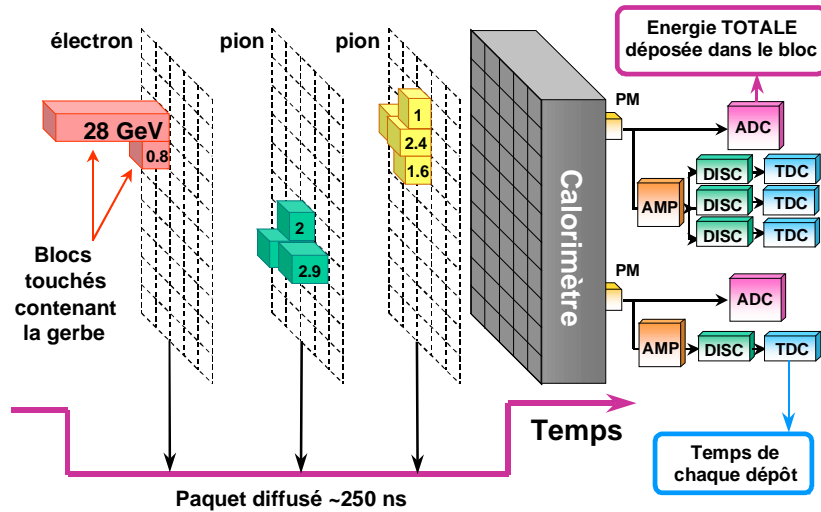 Energie TOTALE
déposée dans le bloc
électron
pion
pion
PM
ADC
28 GeV
0.8
1
2.4
1.6
DISC
TDC
AMP
DISC
TDC
DISC
TDC
2
2.9
Calorimètre
Blocs
touchés
contenant
la gerbe
PM
ADC
AMP
DISC
TDC
Temps
Temps de
chaque dépôt
Paquet diffusé ~250 ns